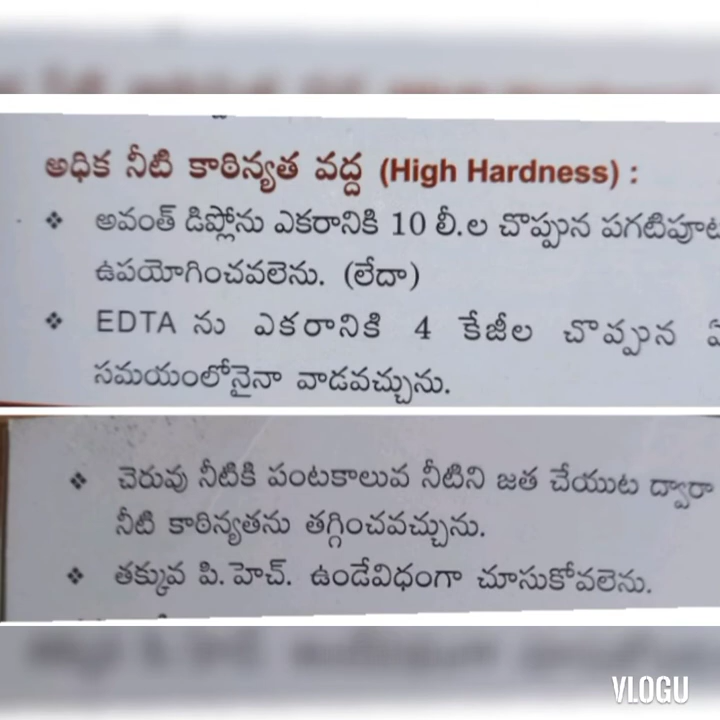 అధిక నీటి కాఠిన్యత వద్ద (High Hardness) :
❖ అవంత్ డిప్లోను ఎకరానికి 10 లీ.ల చొప్పున పగటిపూట
ఉపయోగించవలెను. (లేదా)
❖ EDTA ను ఎకరానికి 4 కేజీల చొప్పున
సమయంలోనైనా వాడవచ్చును.
❖ చెరువు నీటికి పంటకాలువ నీటిని జత చేయుట ద్వారా
నీటి కాఠిన్యతను తగ్గించవచ్చును.
❖ తక్కువ పి.హెచ్. ఉండేవిధంగా చూసుకోవలెను.
VLOGU